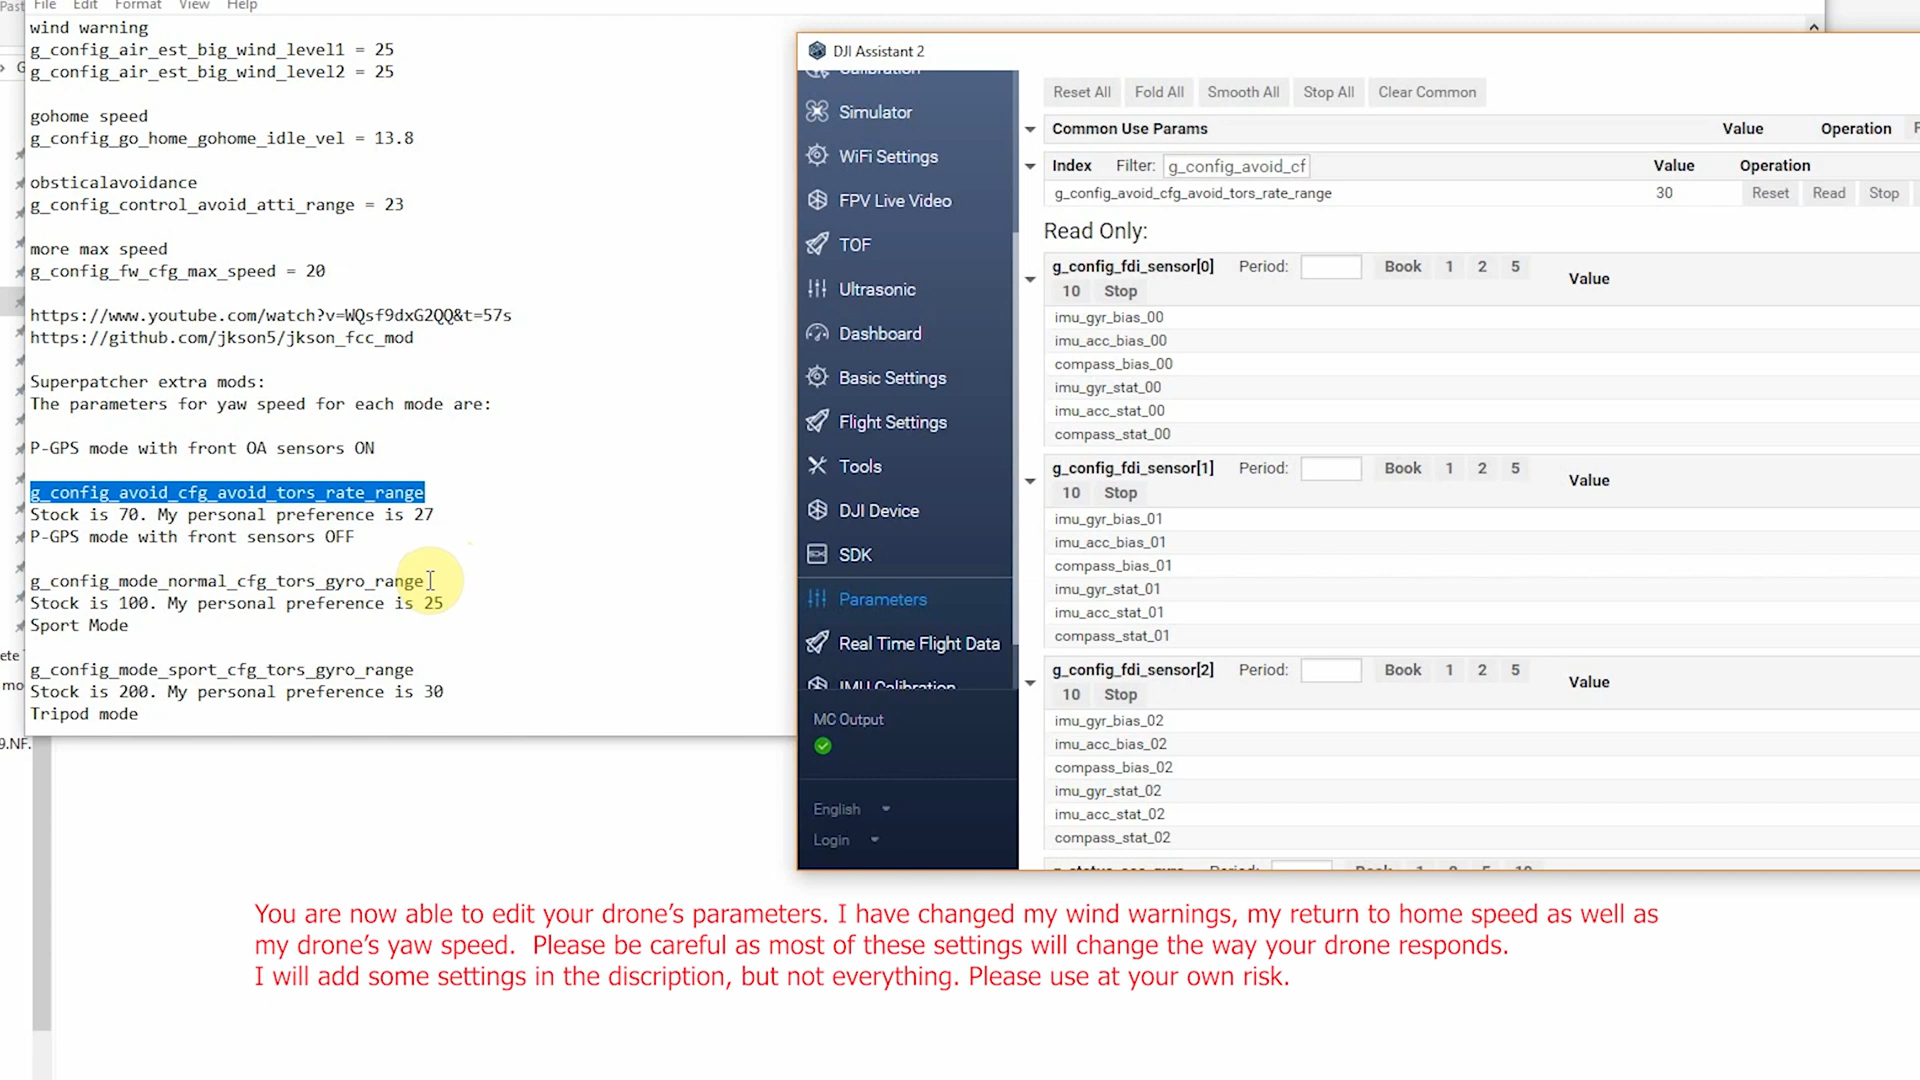 Past
File Edit Format View Help
wind warning
g_config_air_est_big_wind_level1 = 25
g_config_air_est_big_wind_level2 = 25
gohome speed
g_config_go_home_gohome_idle_vel = 13.8
obsticalavoidance
g_config_control_avoid_atti_range = 23
more max speed
g_config_fw_cfg_max_speed = 20
https://www.youtube.com/watch?v=WQsf9dxG2QQ&t=57s
https://github.com/jkson5/jkson_fcc_mod
Superpatcher extra mods:
The parameters for yaw speed for each mode are:
P-GPS mode with front OA sensors ON
g_config_avoid_cfg_avoid_tors_rate_range
Stock is 70. My personal preference is 27
P-GPS mode with front sensors OFF
g_config_mode_normal_cfg_tors_gyro_range
Stock is 100. My personal preference is 25
Sport Mode
g_config_mode_sport_cfg_tors_gyro_range
Stock is 200. My personal preference is 30
Tripod mode
DJI Assistant 2
Calibration
Simulator
WiFi Settings
FPV Live Video
TOF
Ultrasonic
Dashboard
Basic Settings
Flight Settings
Tools
DJI Device
SDK
Parameters
Real Time Flight Data
IMU Calibration
MC Output
English
Login
Reset All Fold All Smooth All Stop All Clear Common
Common Use Params Value Operation
Index Filter: g_config_avoid_cf Value Operation
g_config_avoid_cfg_avoid_tors_rate_range 30 Reset Read Stop
Read Only:
g_config_fdi_sensor[0] Period: Book 1 2 5
10 Stop Value
imu_gyr_bias_00
imu_acc_bias_00
compass_bias_00
imu_gyr_stat_00
imu_acc_stat_00
compass_stat_00
g_config_fdi_sensor[1] Period: Book 1 2 5
10 Stop Value
imu_gyr_bias_01
imu_acc_bias_01
compass_bias_01
imu_gyr_stat_01
imu_acc_stat_01
compass_stat_01
g_config_fdi_sensor[2] Period: Book 1 2 5
10 Stop Value
imu_gyr_bias_02
imu_acc_bias_02
compass_bias_02
imu_gyr_stat_02
imu_acc_stat_02
compass_stat_02
You are now able to edit your drone's parameters. I have changed my wind warnings, my return to home speed as well as
my drone's yaw speed. Please be careful as most of these settings will change the way your drone responds.
I will add some settings in the discription, but not everything. Please use at your own risk.